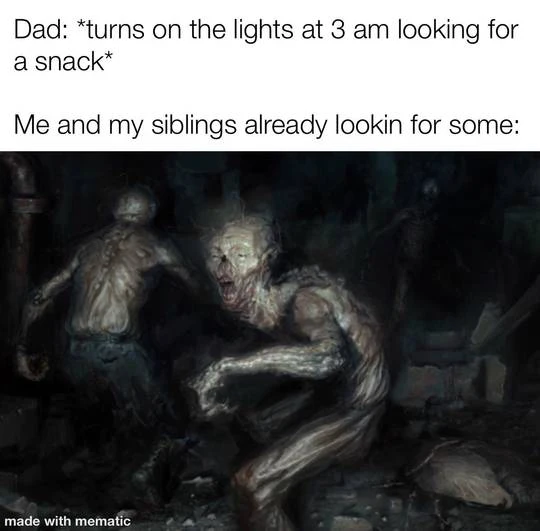 Dad: *turns on the lights at 3 am looking for
a snack*
Me and my siblings already lookin for some:
made with mematic